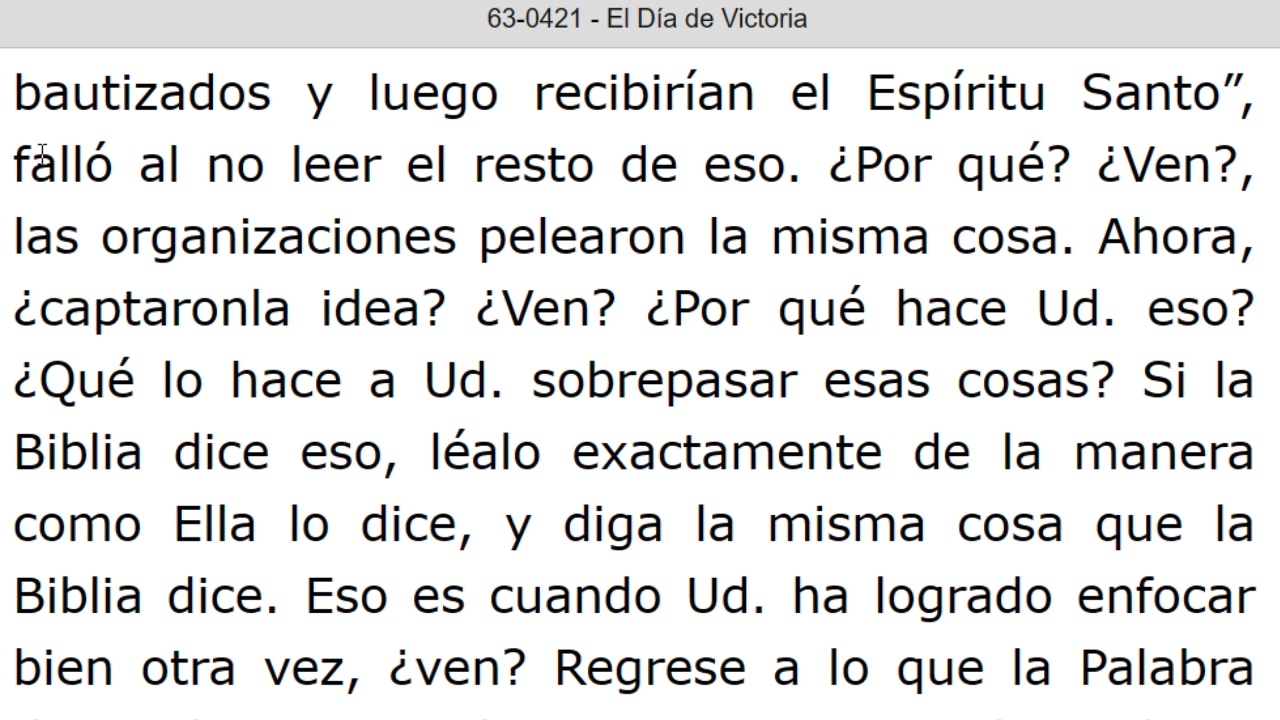 63-0421 - El Día de Victoria
bautizados y luego recibirían el Espíritu Santo”,
falló al no leer el resto de eso. ¿Por qué? ¿Ven?,
las organizaciones pelearon la misma cosa. Ahora,
¿captaronla idea? ¿Ven? ¿Por qué hace Ud. eso?
¿Qué lo hace a Ud. sobrepasar esas cosas? Si la
Biblia dice eso, léalo exactamente de la manera
como Ella lo dice, y diga la misma cosa que la
Biblia dice. Eso es cuando Ud. ha logrado enfocar
bien otra vez, ¿ven? Regrese a lo que la Palabra